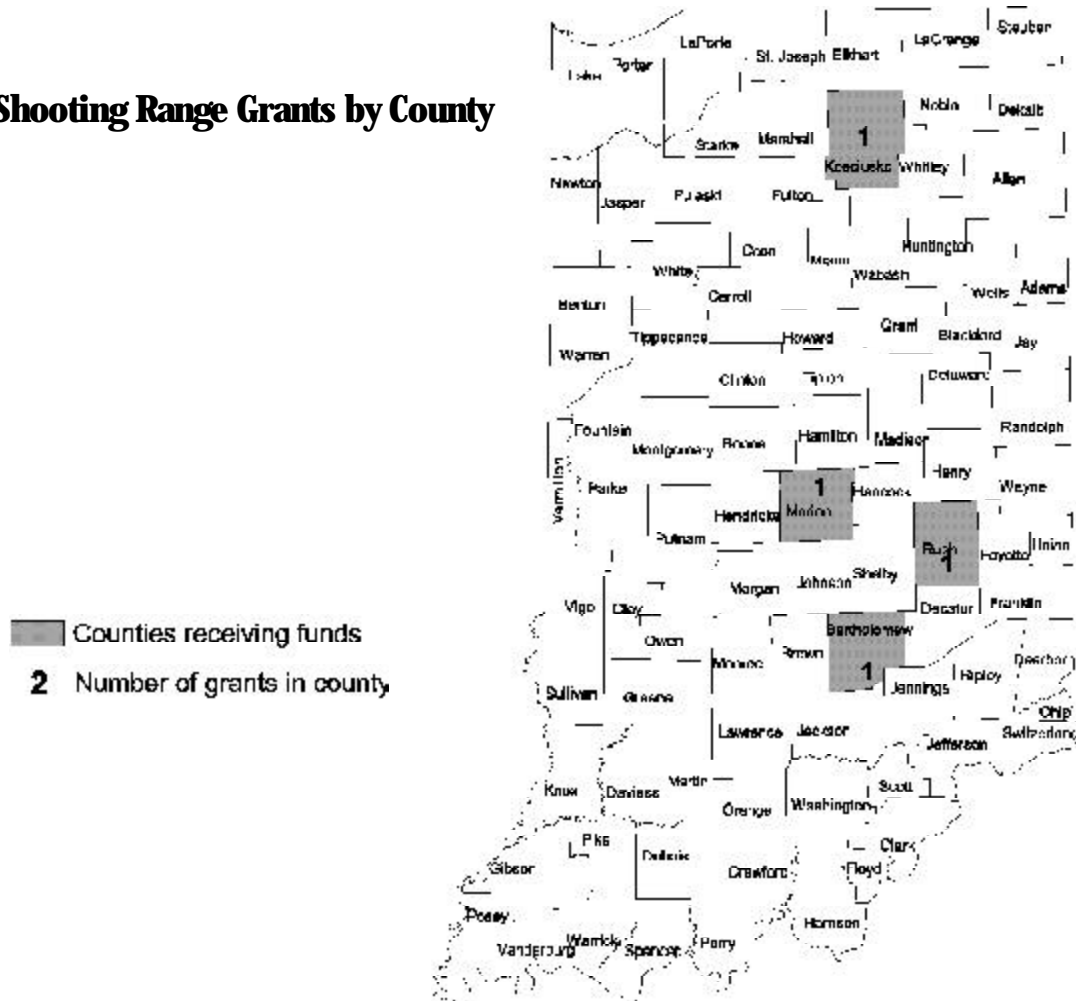 Shooting Range Grants by County
Steuben
LaPorte
LaGrange
St. Joseph Elkhart
Porter
Lake
Noble
Dekalb
1
Starke
Marshall
Kosciusko Whitley
Allen
Newton
Jasper
Pulaski
Fulton
Huntington
Cass
White
Wabash
Wells
Adams
Carroll
Benton
Grant
Tippecanoe
Howard
Blackford
Jay
Warren
Clinton
Tipton
Delaware
Fountain
Montgomery
Boone
Hamilton
Madison
Randolph
Henry
Vermillion
Parke
1
Hancock
Wayne
Hendricks
Marion
Putnam
Rush
1
Fayette
Union
Morgan
Johnson
Shelby
Vigo
Clay
Decatur
Franklin
Counties receiving funds
Owen
Bartholomew
Brown
Monroe
1
Ripley
Dearborn
2 Number of grants in county
Jennings
Sullivan
Greene
Ohio
Lawrence
Jackson
Jefferson
Switzerland
Martin
Scott
Knox
Daviess
Orange
Washington
Pike
Dubois
Clark
Gibson
Crawford
Floyd
Posey
Harrison
Warrick
Vanderburg
Spencer
Perry